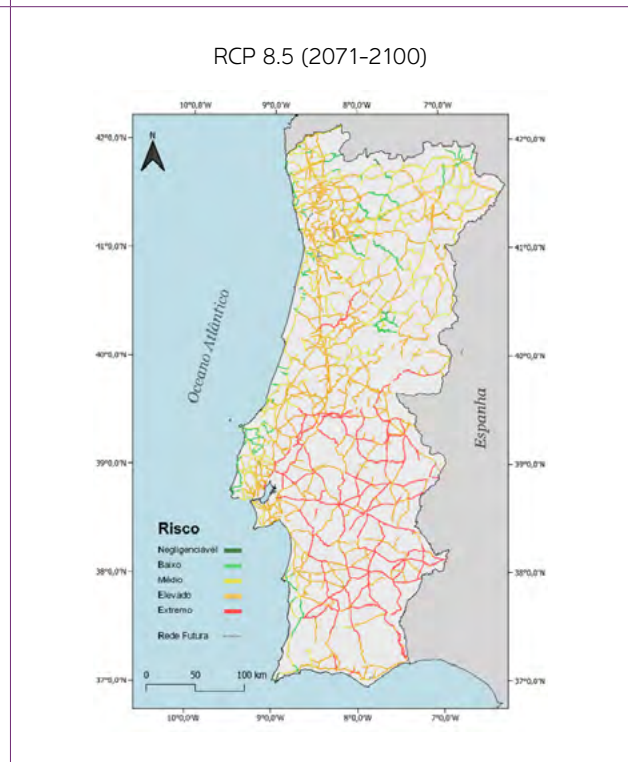 RCP 8.5 (2071-2100)
10°0,0'W 9°0,0'W 8°0,0'W 7°0,0'W
N
42°0,0'N 42°0,0'N
41°0,0'N 41°0,0'N
Oceano Atlântico
40°0,0'N 40°0,0'N
Espanha
39°0,0'N 39°0,0'N
Risco
Negligenciável
Baixo
38°0,0'N 38°0,0'N
Médio
Elevado
Extremo
Rede Futura
0 50 100 km
37°0,0'N 37°0,0'N
10°0,0'W 9°0,0'W 8°0,0'W 7°0,0'W